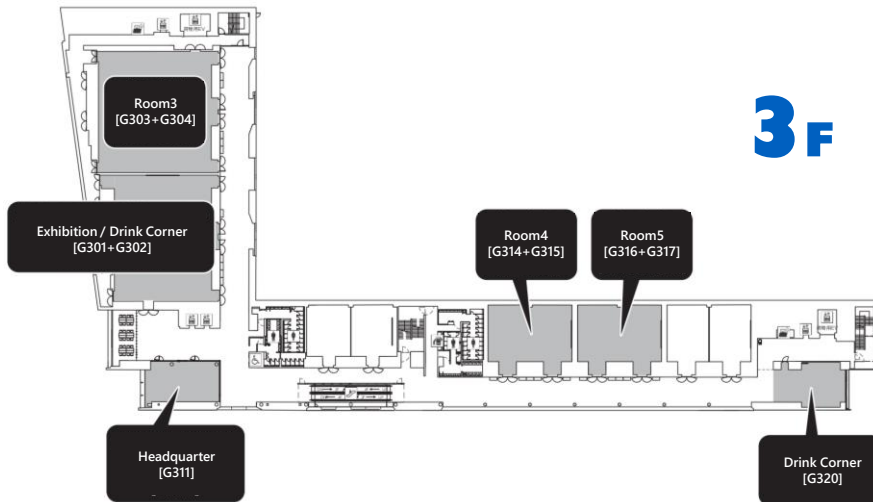 Room3
[G303+G304]
3F
Exhibition / Drink Corner
[G301+G302]
Room4
[G314+G315]
Room5
[G316+G317]
Headquarter
[G311]
Drink Corner
[G320]